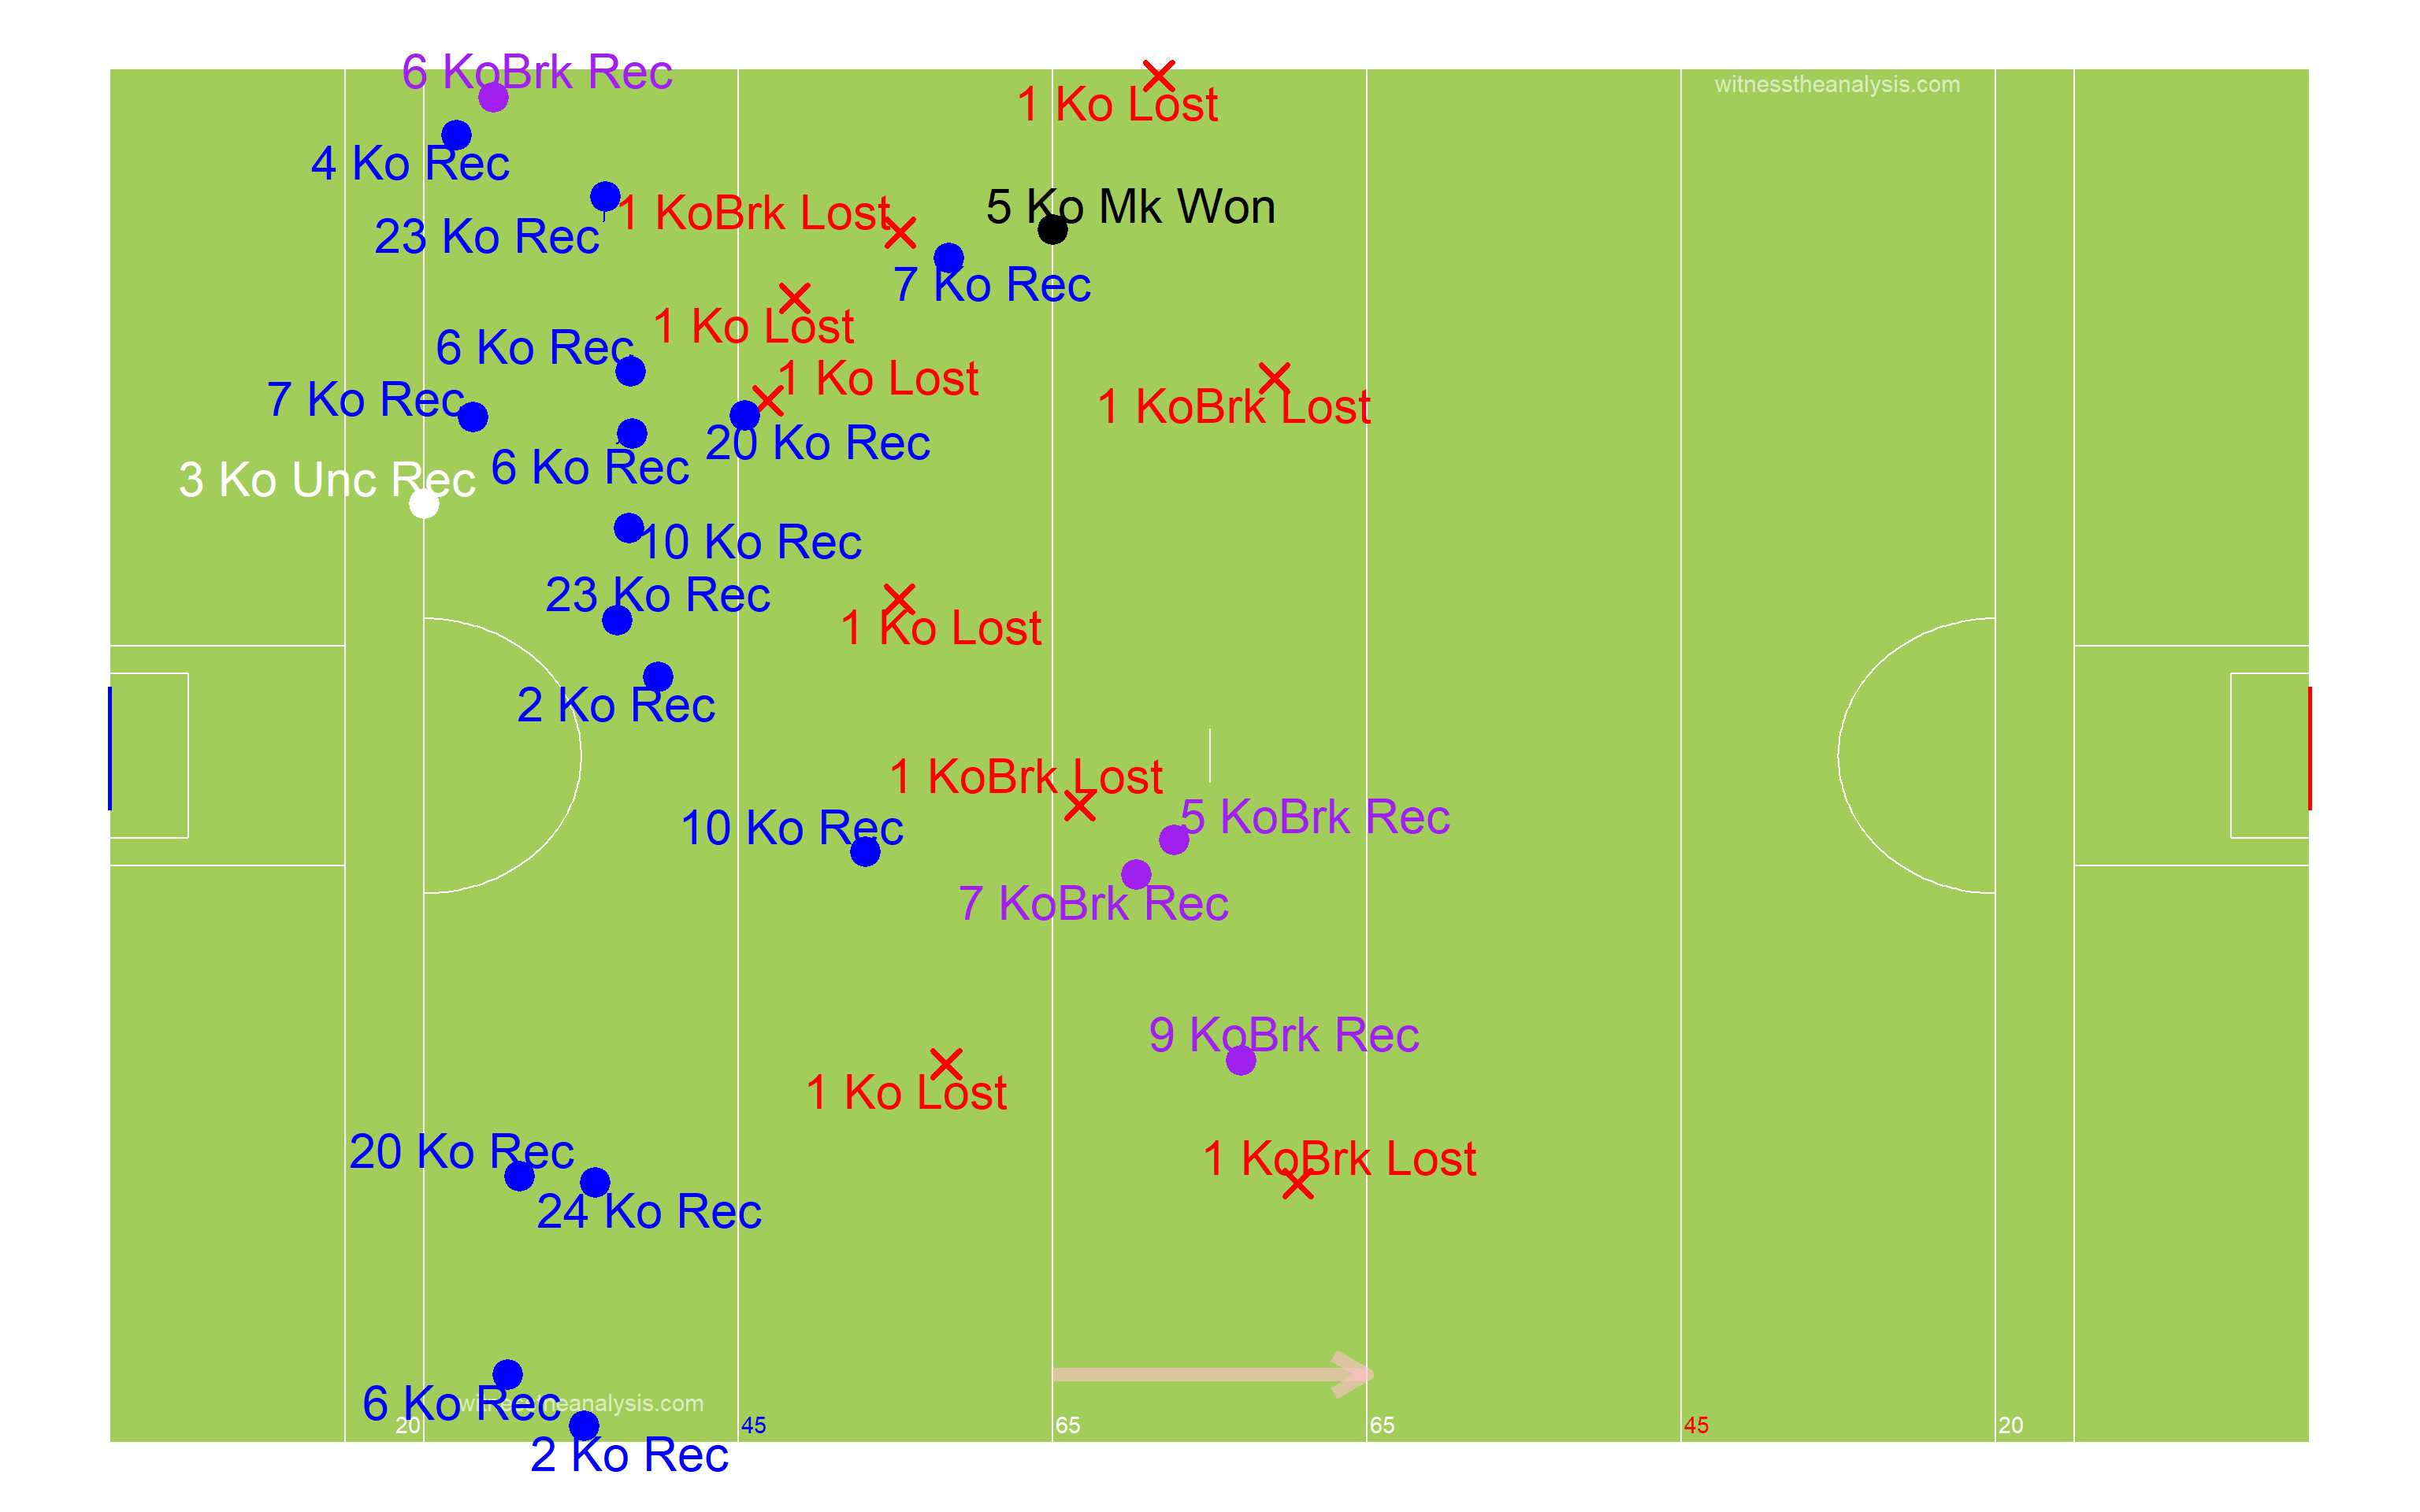 6 KoBrk Rec
witnesstheanalysis.com
1 Ko Lost
4 Ko Rec
5 Ko Mk Won
1 KoBrk Lost
23 Ko Rec
7 Ko Rec
1 Ko Lost
6 Ko Rec
1 Ko Lost
7 Ko Rec
1 KoBrk Lost
20 Ko Rec
6 Ko Rec
3 Ko Unc Rec
10 Ko Rec
23 Ko Rec
1 Ko Lost
2 Ko Rec
1 KoBrk Lost
5 KoBrk Rec
10 Ko Rec
7 KoBrk Rec
9 KoBrk Rec
1 Ko Lost
20 Ko Rec
1 KoBrk Lost
24 Ko Rec
6 Ko Rec
witnesstheanalysis.com
20
45
65
65
45
20
2 Ko Rec